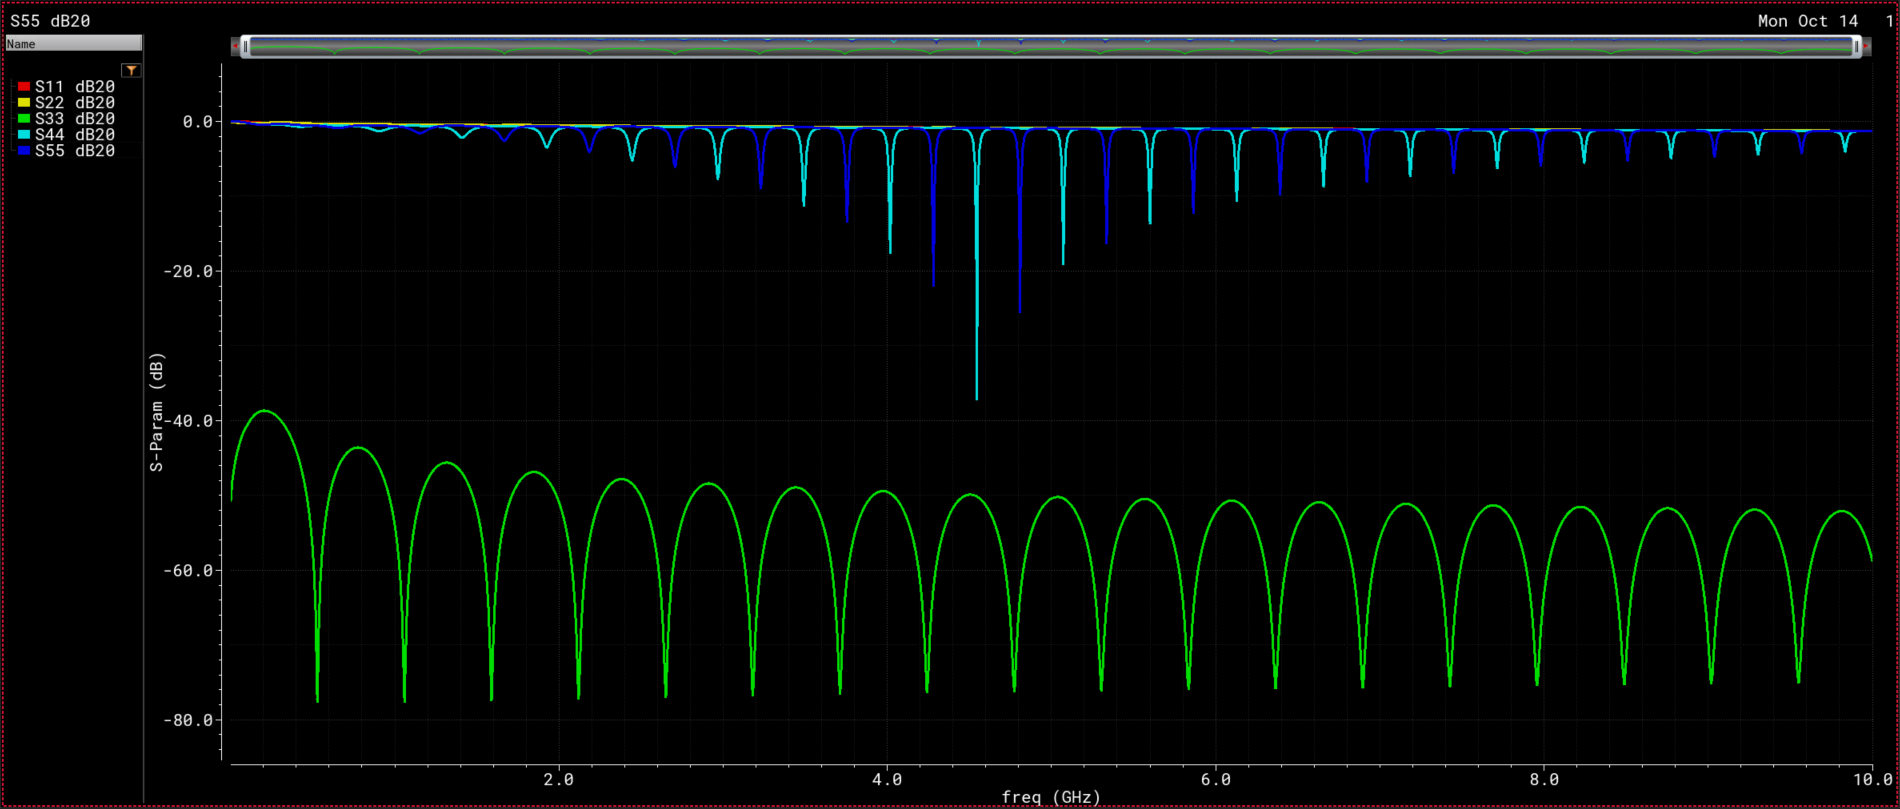 S55 dB20
Mon Oct 14 1
Name
S11 dB20
S22 dB20
S33 dB20
S44 dB20
S55 dB20
0.0
-20.0
-40.0
-60.0
-80.0
S-Param (dB)
2.0
4.0
6.0
8.0
10.0
freq (GHz)